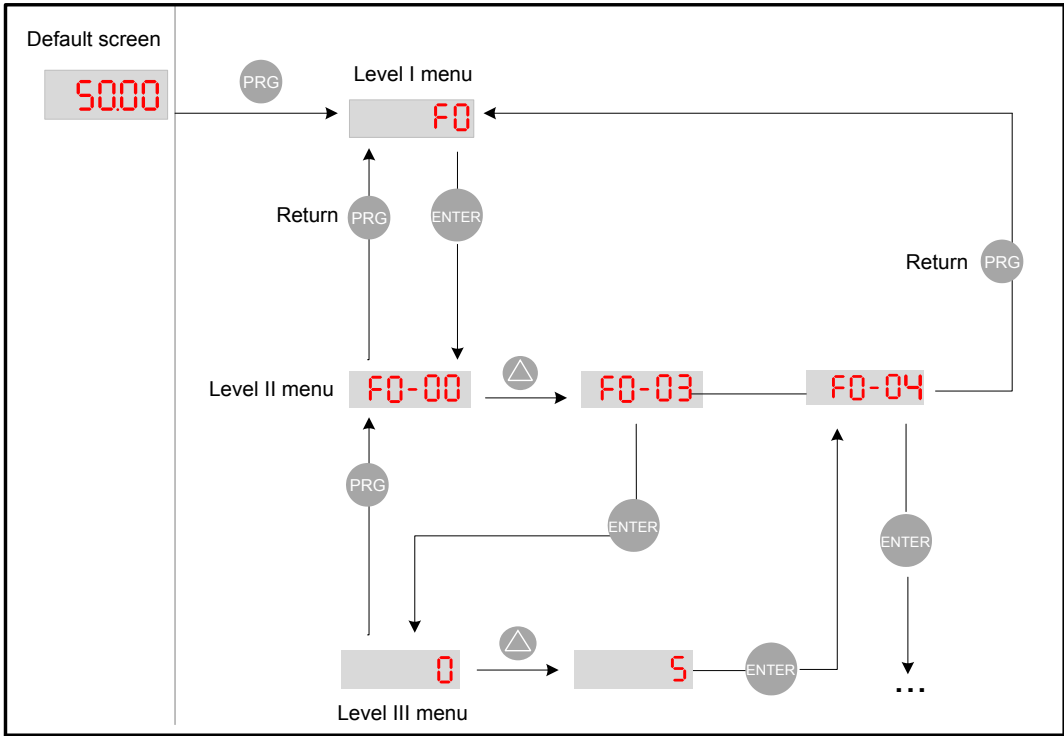 Default screen
50.00
PRG
Level I menu
F0
Return
PRG
ENTER
Return
PRG
Level II menu
F0-00
F0-03
F0-04
PRG
ENTER
ENTER
0
5
ENTER
...
Level III menu